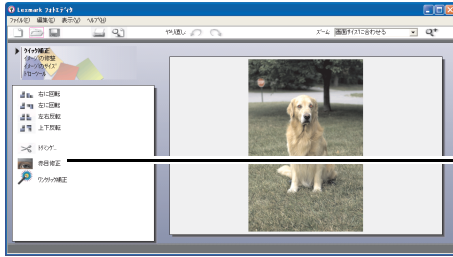 Lexmark フォトエディタ
ファイル(F) 編集(E) 表示(V) ヘルプ(H)
やり直し
ズーム 画面サイズに合わせる
クイック補正
イメージの修整
イメージのサイズ
ドローツール
右に回転
左に回転
左右反転
上下反転
トリミング...
赤目修正
ワンクリック補正